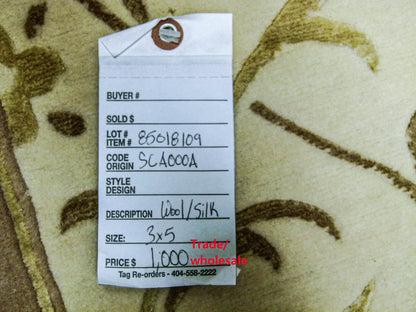 BUYER #
SOLD $
LOT #
ITEM # 85018109
CODE
ORIGIN SCA000A
STYLE
DESIGN
DESCRIPTION Wool/Silk
SIZE: 3x5
Trade/
wholesale
PRICE $ 1,000
Tag Re-orders - 404-558-2222